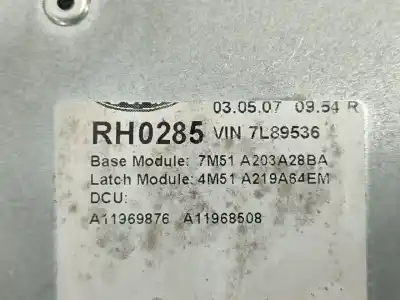 03.05.07 09.54 R
RH0285 VIN 7L89536
Base Module: 7M51 A203A28BA
Latch Module: 4M51 A219A64EM
DCU:
A11969876 A11968508